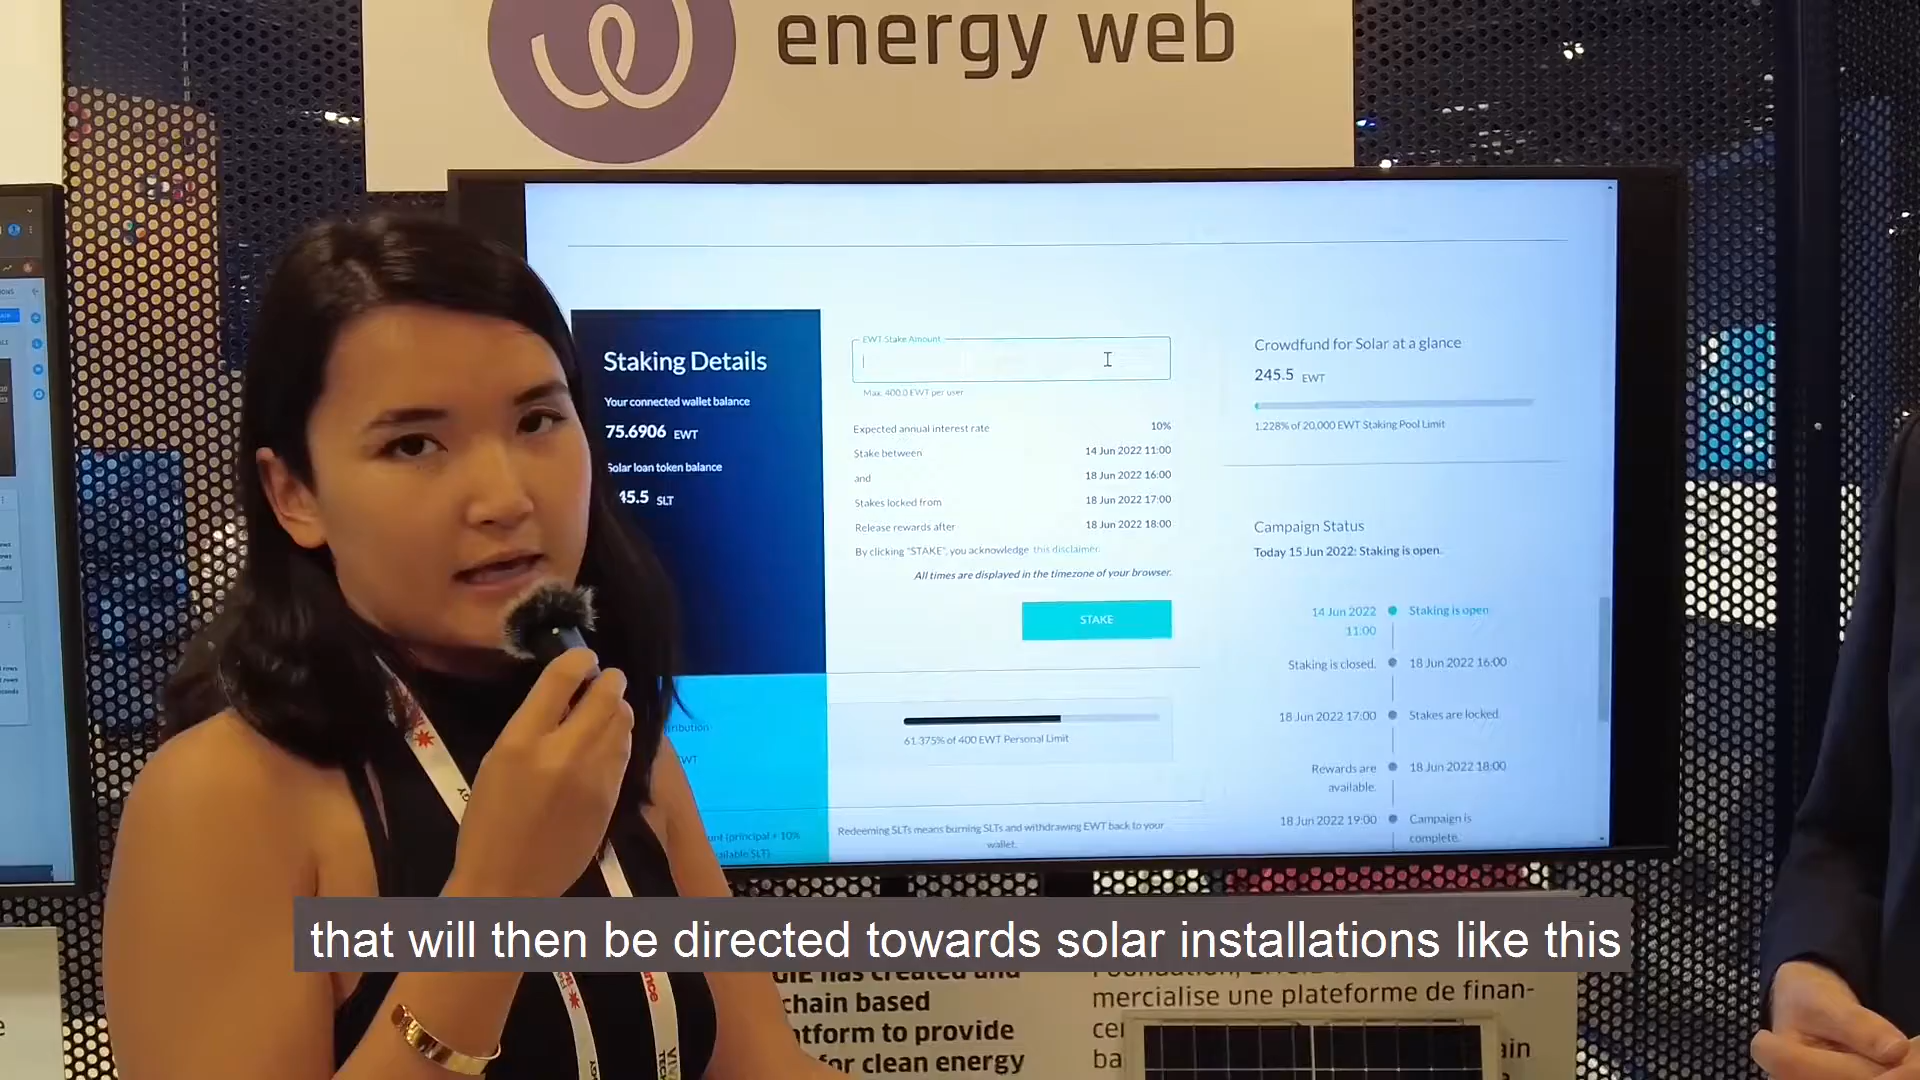 energy web
Staking Details
Your connected wallet balance
75.6906 EWT
Solar loan token balance
45.5 SLT
EWT Stake Amount
Max. 400.0 EWT per user
Expected annual interest rate 10%
Stake between 14 Jun 2022 11:00
and 18 Jun 2022 16:00
Stakes locked from 18 Jun 2022 17:00
Release rewards after 18 Jun 2022 18:00
By clicking "STAKE", you acknowledge this disclaimer.
All times are displayed in the timezone of your browser.
STAKE
61.375% of 400 EWT Personal Limit
Redeeming SLTs means burning SLTs and withdrawing EWT back to your
wallet.
Crowdfund for Solar at a glance
245.5 EWT
1.228% of 20,000 EWT Staking Pool Limit
Campaign Status
Today 15 Jun 2022: Staking is open.
14 Jun 2022 Staking is open
11:00
Staking is closed. 18 Jun 2022 16:00
18 Jun 2022 17:00 Stakes are locked
Rewards are 18 Jun 2022 18:00
available.
18 Jun 2022 19:00 Campaign is
complete.
EWT
(principal + 10%
SLT)
that will then be directed towards solar installations like this
has created and
chain based
mercialise une plateforme de finan-
to provide
for clean energy